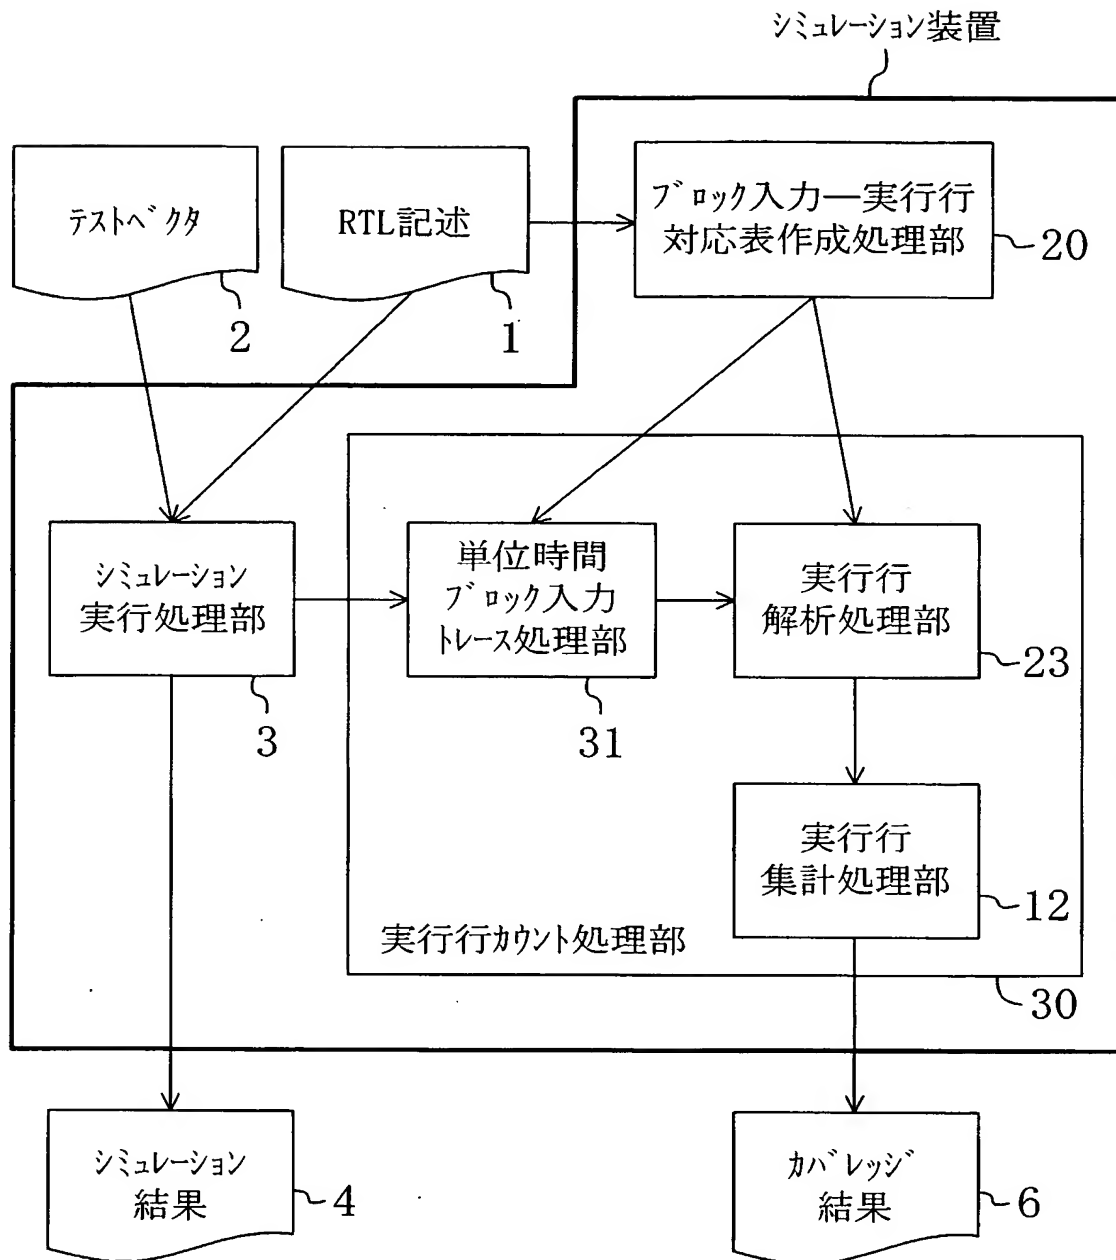 シミュレーション装置
テストベクタ
2
RTL記述
1
ブロック入力―実行行
対応表作成処理部
20
シミュレーション
実行処理部
3
単位時間
ブロック入力
トレース処理部
31
実行行
解析処理部
23
実行行
集計処理部
12
実行行カウント処理部
30
シミュレーション
結果
4
カバレッジ
結果
6